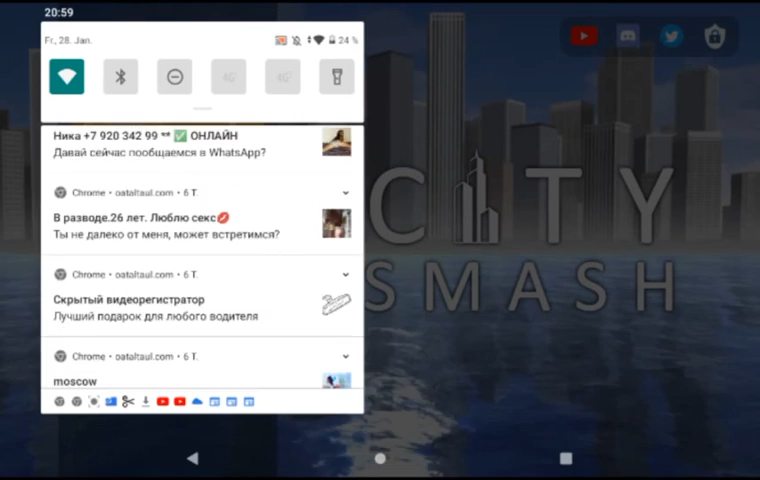 20:59
Fr., 28. Jan.
24 %
Ника +7 920 342 99 ** ✅ ОНЛАЙН
Давай сейчас пообщаемся в WhatsApp?
Chrome • oataltaul.com • 6 T.
В разводе.26 лет. Люблю секс💋
Ты не далеко от меня, может встретимся?
Chrome • oataltaul.com • 6 T.
Скрытый видеорегистратор
Лучший подарок для любого водителя
Chrome • oataltaul.com • 6 T.
moscow
CITY
SMASH